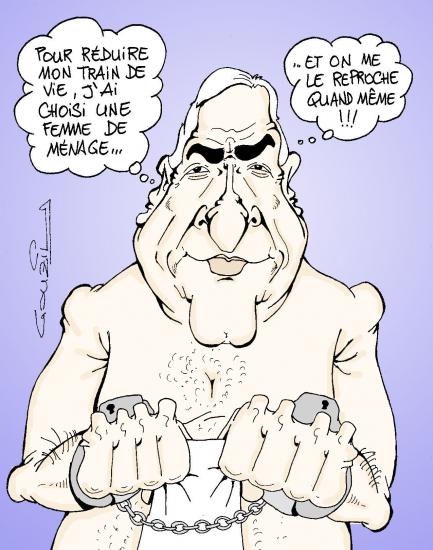 POUR RÉDUIRE
MON TRAIN DE
VIE, J'AI
CHOISI UNE
FEMME DE
MÉNAGE...
...ET ON ME
LE REPROCHE
QUAND MÊME
!!!